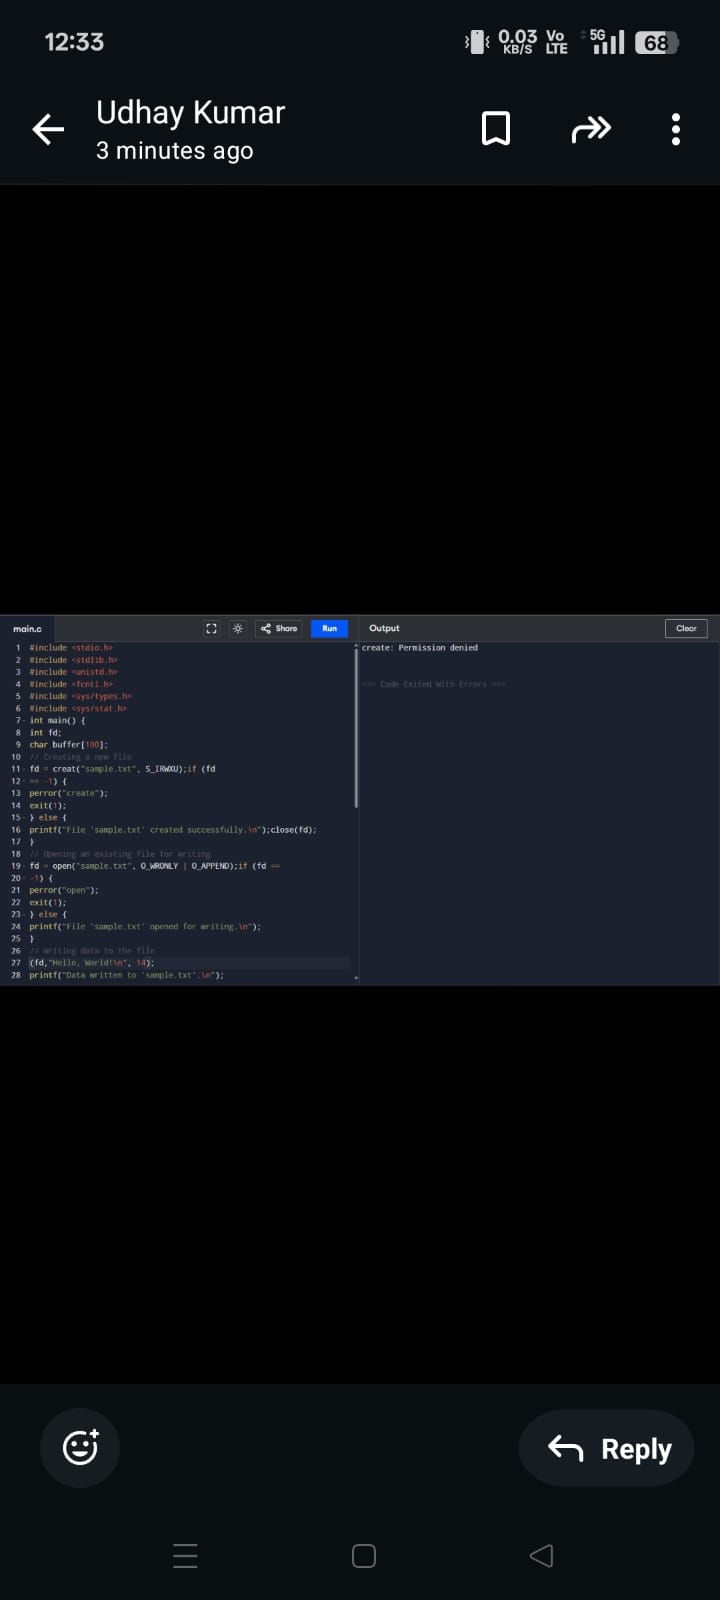 12:33
0.03 KB/S Vo LTE 5G 68
Udhay Kumar
3 minutes ago
main.c Share Run Output Clear
1 #include <stdio.h>
2 #include <stdlib.h>
3 #include <unistd.h>
4 #include <fcntl.h>
5 #include <sys/types.h>
6 #include <sys/stat.h>
7 int main() {
8 int fd;
9 char buffer[100];
10 // Creating a new file
11 fd = creat("sample.txt", S_IRWXU);if (fd
12 == -1) {
13 perror("create");
14 exit(1);
15 } else {
16 printf("File 'sample.txt' created successfully.\n");close(fd);
17 }
18 // Opening an existing file for writing
19 fd = open("sample.txt", O_WRONLY | O_APPEND);if (fd ==
20 -1) {
21 perror("open");
22 exit(1);
23 } else {
24 printf("File 'sample.txt' opened for writing.\n");
25 }
26 // Writing data to the file
27 (fd,"Hello, World!\n", 14);
28 printf("Data written to 'sample.txt'.\n");
create: Permission denied
=== Code Exited With Errors ===
Reply